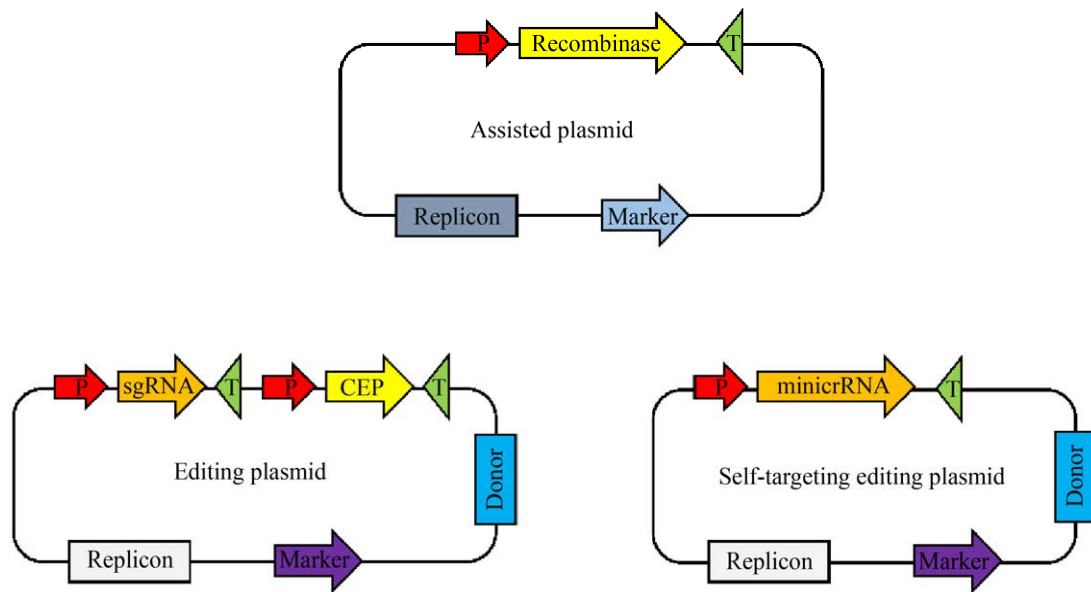 P Recombinase T
Assisted plasmid
Replicon Marker
P sgRNA T P CEP T
Donor
Editing plasmid
Replicon Marker
P minicrRNA T
Donor
Self-targeting editing plasmid
Replicon Marker